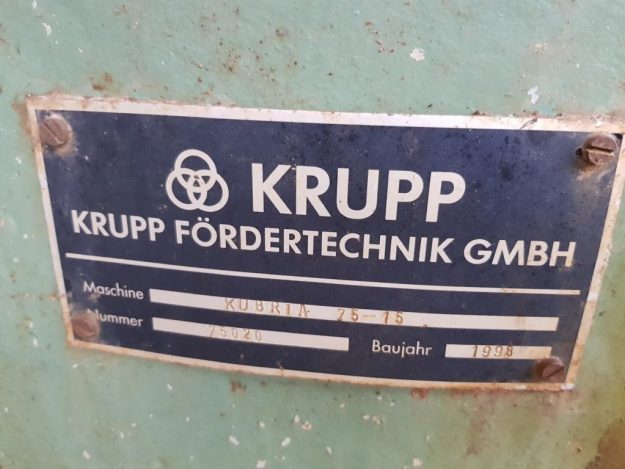 KRUPP
KRUPP FÖRDERTECHNIK GMBH
Maschine KUBRIA 75-15
Nummer 75020
Baujahr 1998